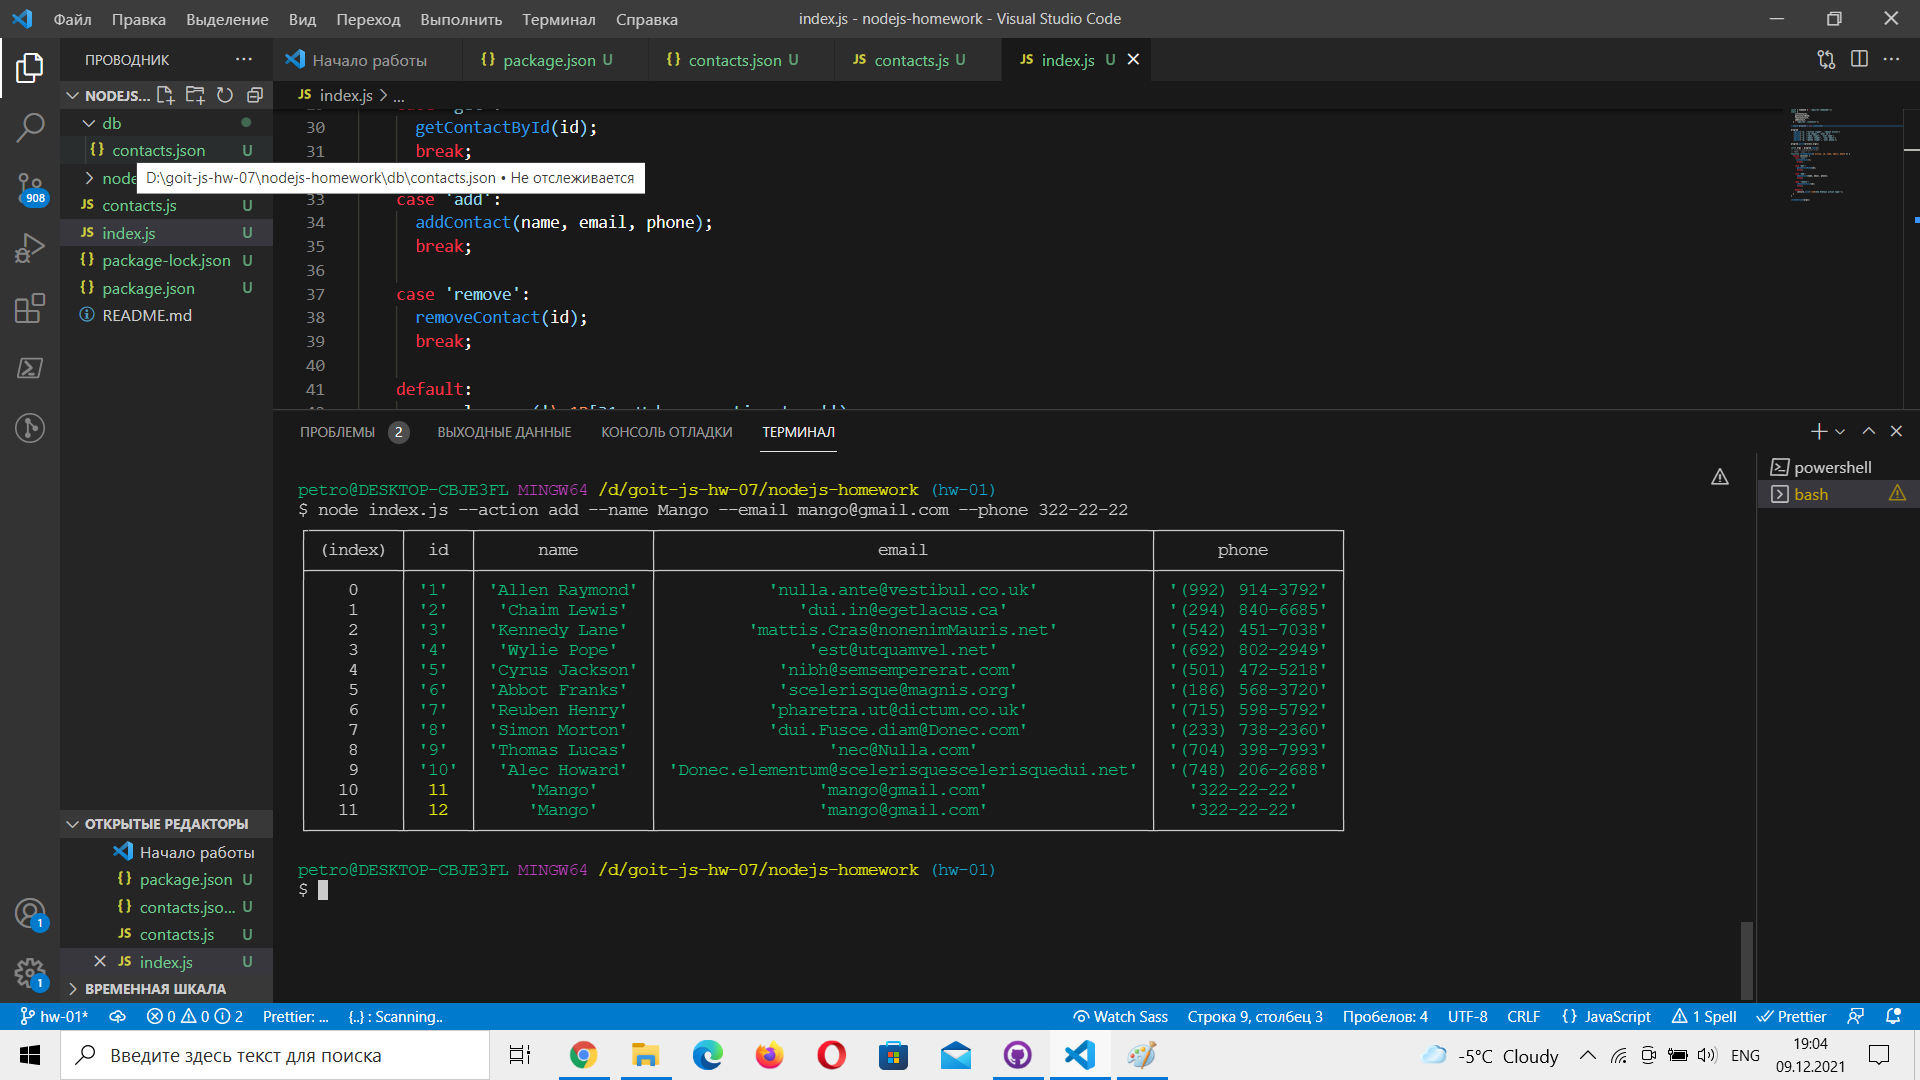 Файл Правка Выделение Вид Переход Выполнить Терминал Справка
index.js - nodejs-homework - Visual Studio Code
ПРОВОДНИК
Начало работы
package.json U
contacts.json U
contacts.js U
index.js U
NODEJS...
db
contacts.json U
D:\goit-js-hw-07\nodejs-homework\db\contacts.json • Не отслеживается
contacts.js U
index.js U
package-lock.json U
package.json U
README.md
908
index.js > ...
30 getContactById(id);
31 break;
33 case 'add':
34 addContact(name, email, phone);
35 break;
36
37 case 'remove':
38 removeContact(id);
39 break;
40
41 default:
ПРОБЛЕМЫ 2 ВЫХОДНЫЕ ДАННЫЕ КОНСОЛЬ ОТЛАДКИ ТЕРМИНАЛ
powershell
bash
petro@DESKTOP-CBJE3FL MINGW64 /d/goit-js-hw-07/nodejs-homework (hw-01)
$ node index.js --action add --name Mango --email mango@gmail.com --phone 322-22-22
(index) id name email phone
0 '1' 'Allen Raymond' 'nulla.ante@vestibul.co.uk' '(992) 914-3792'
1 '2' 'Chaim Lewis' 'dui.in@egetlacus.ca' '(294) 840-6685'
2 '3' 'Kennedy Lane' 'mattis.Cras@nonenimMauris.net' '(542) 451-7038'
3 '4' 'Wylie Pope' 'est@utquamvel.net' '(692) 802-2949'
4 '5' 'Cyrus Jackson' 'nibh@semsempererat.com' '(501) 472-5218'
5 '6' 'Abbot Franks' 'scelerisque@magnis.org' '(186) 568-3720'
6 '7' 'Reuben Henry' 'pharetra.ut@dictum.co.uk' '(715) 598-5792'
7 '8' 'Simon Morton' 'dui.Fusce.diam@Donec.com' '(233) 738-2360'
8 '9' 'Thomas Lucas' 'nec@Nulla.com' '(704) 398-7993'
9 '10' 'Alec Howard' 'Donec.elementum@scelerisquescelerisquedui.net' '(748) 206-2688'
10 11 'Mango' 'mango@gmail.com' '322-22-22'
11 12 'Mango' 'mango@gmail.com' '322-22-22'
petro@DESKTOP-CBJE3FL MINGW64 /d/goit-js-hw-07/nodejs-homework (hw-01)
$
ОТКРЫТЫЕ РЕДАКТОРЫ
Начало работы
package.json U
contacts.jso... U
contacts.js U
index.js U
ВРЕМЕННАЯ ШКАЛА
1
1
hw-01* 0 0 2 Prettier: ... {..} : Scanning.. Watch Sass Строка 9, столбец 3 Пробелов: 4 UTF-8 CRLF {} JavaScript 1 Spell Prettier
Введите здесь текст для поиска
-5°C Cloudy ENG
19:04
09.12.2021